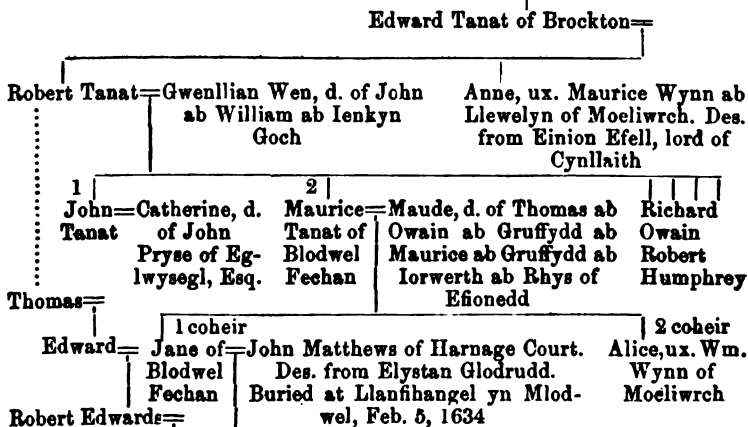 Edward Tanat of Brockton=
Robert Tanat=Gwenllian Wen, d. of John
ab William ab Ienkyn
Goch
Anne, ux. Maurice Wynn ab
Llewelyn of Moeliwrch. Des.
from Einion Efell, lord of
Cynllaith
1
John=Catherine, d.
Tanat of John
Pryse of Eg-
lwysegl, Esq.
2
Maurice=Maude, d. of Thomas ab
Tanat of Owain ab Gruffydd ab
Blodwel Maurice ab Gruffydd ab
Fechan Iorwerth ab Rhys of
Efionedd
Richard
Owain
Robert
Humphrey
Thomas=
Edward=
1 coheir
Jane of=John Matthews of Harnage Court.
Blodwel Des. from Elystan Glodrudd.
Fechan Buried at Llanfihangel yn Mlod-
wel, Feb. 5, 1634
2 coheir
Alice,ux. Wm.
Wynn of
Moeliwrch
Robert Edwards=